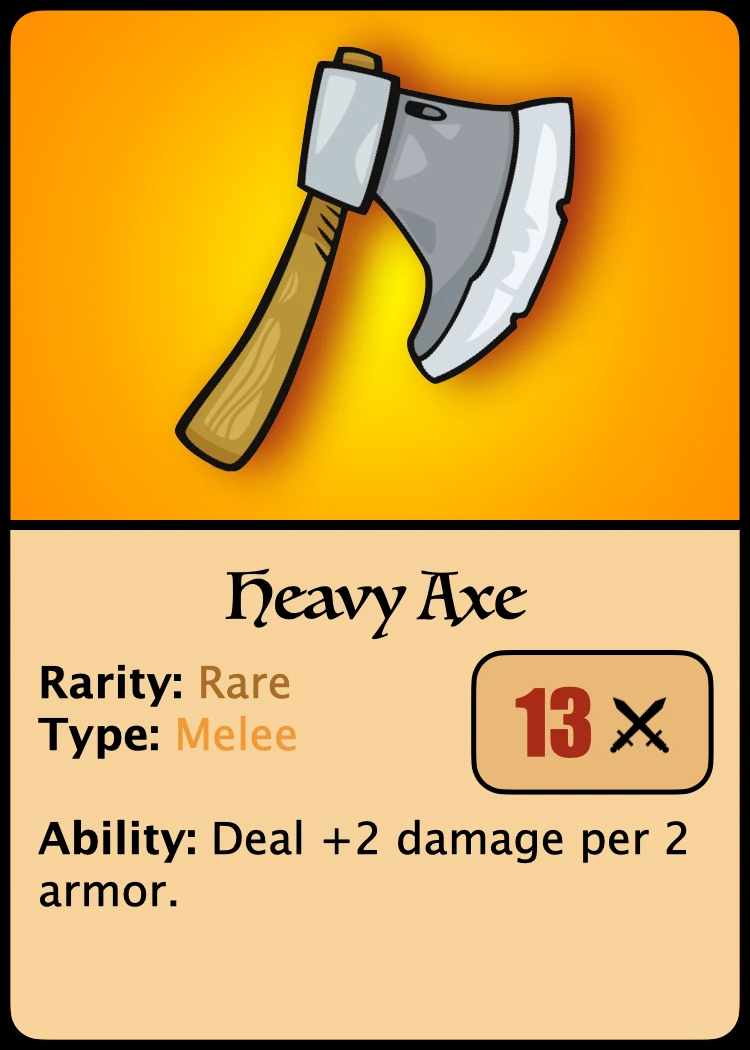 Heavy Axe
Rarity: Rare
Type: Melee
13
Ability: Deal +2 damage per 2
armor.